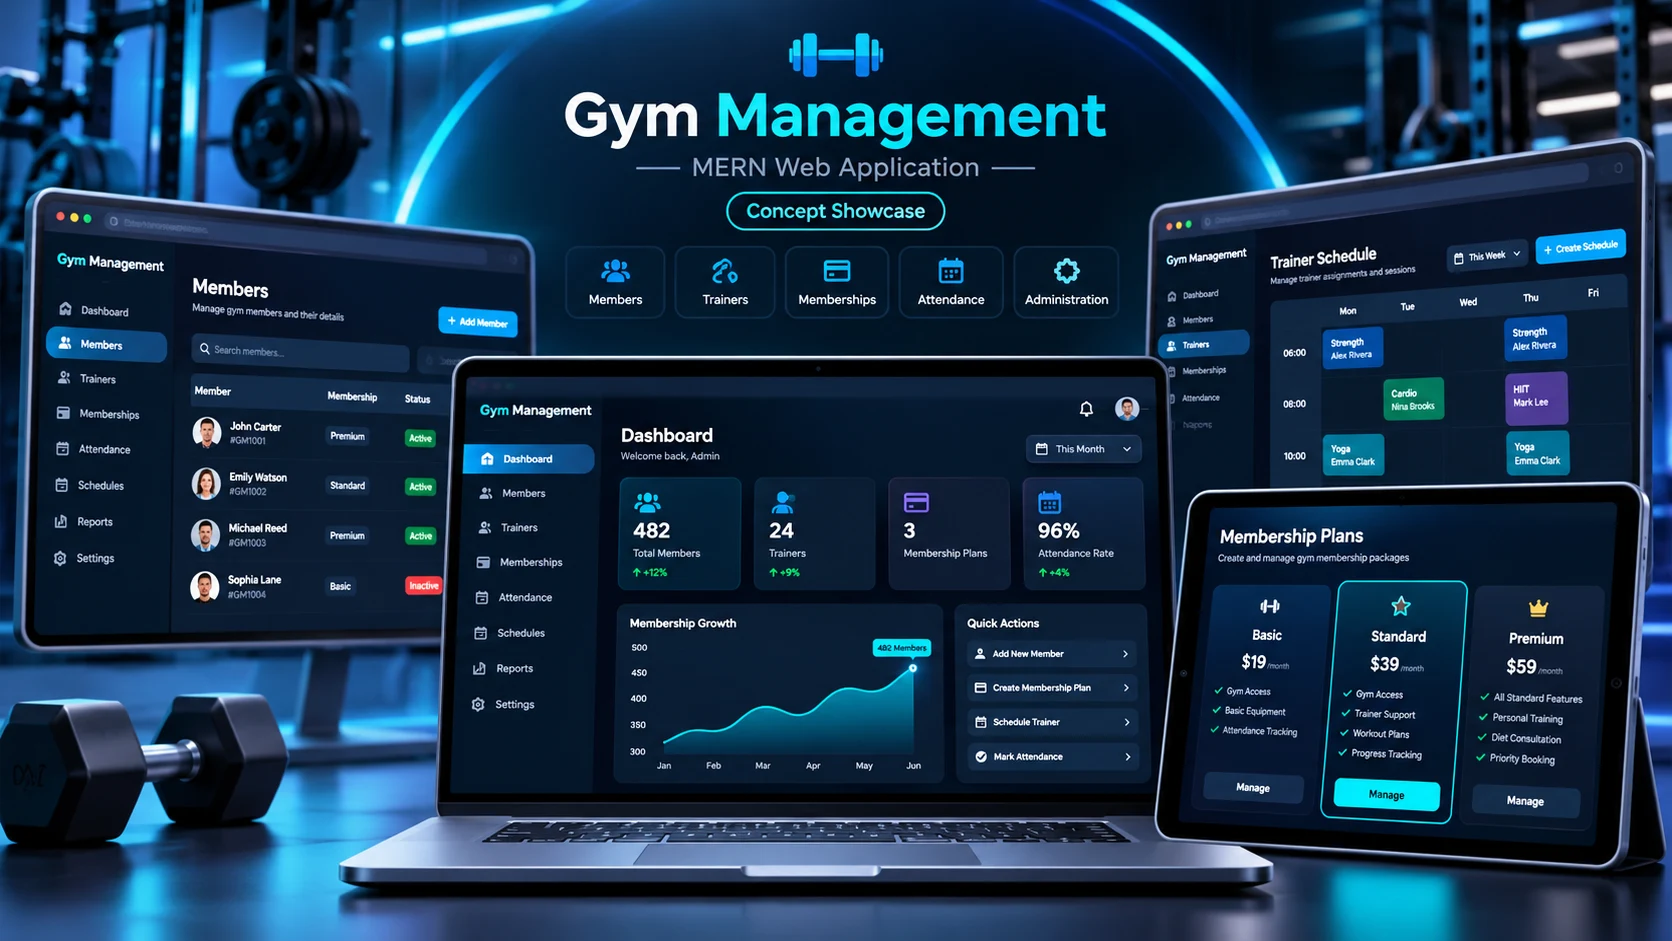 Gym Management
MERN Web Application
Concept Showcase
Members
Trainers
Memberships
Attendance
Administration
Gym Management
Dashboard
Members
Trainers
Memberships
Attendance
Schedules
Reports
Settings
Members
Manage gym members and their details
+ Add Member
Search members...
Member Membership Status
John Carter
#GM1001
Premium
Active
Emily Watson
#GM1002
Standard
Active
Michael Reed
#GM1003
Premium
Active
Sophia Lane
#GM1004
Basic
Inactive
Gym Management
Dashboard
Members
Trainers
Memberships
Attendance
Schedules
Reports
Settings
Dashboard
Welcome back, Admin
This Month
482
Total Members
+12%
24
Trainers
+9%
3
Membership Plans
96%
Attendance Rate
+4%
Membership Growth
500
450
400
350
300
482 Members
Jan Feb Mar Apr May Jun
Quick Actions
Add New Member
Create Membership Plan
Schedule Trainer
Mark Attendance
Gym Management
Dashboard
Members
Trainers
Memberships
Attendance
Trainer Schedule
Manage trainer assignments and sessions
This Week
+ Create Schedule
Mon Tue Wed Thu Fri
06:00
Strength
Alex Rivera
Strength
Alex Rivera
08:00
Cardio
Nina Brooks
HIIT
Mark Lee
10:00
Yoga
Emma Clark
Yoga
Emma Clark
Membership Plans
Create and manage gym membership packages
Basic
$19 /month
Gym Access
Basic Equipment
Attendance Tracking
Manage
Standard
$39 /month
Gym Access
Trainer Support
Workout Plans
Progress Tracking
Manage
Premium
$59 /month
All Standard Features
Personal Training
Diet Consultation
Priority Booking
Manage